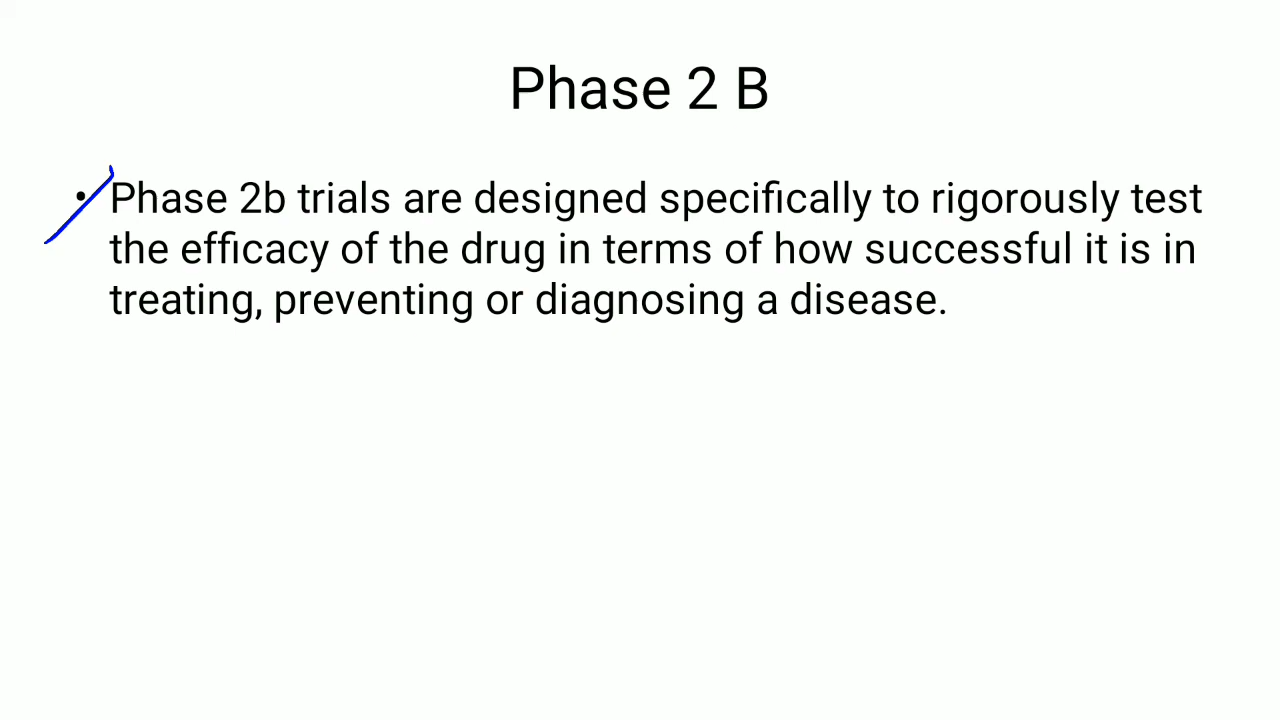 Phase 2 B
• Phase 2b trials are designed specifically to rigorously test
the efficacy of the drug in terms of how successful it is in
treating, preventing or diagnosing a disease.